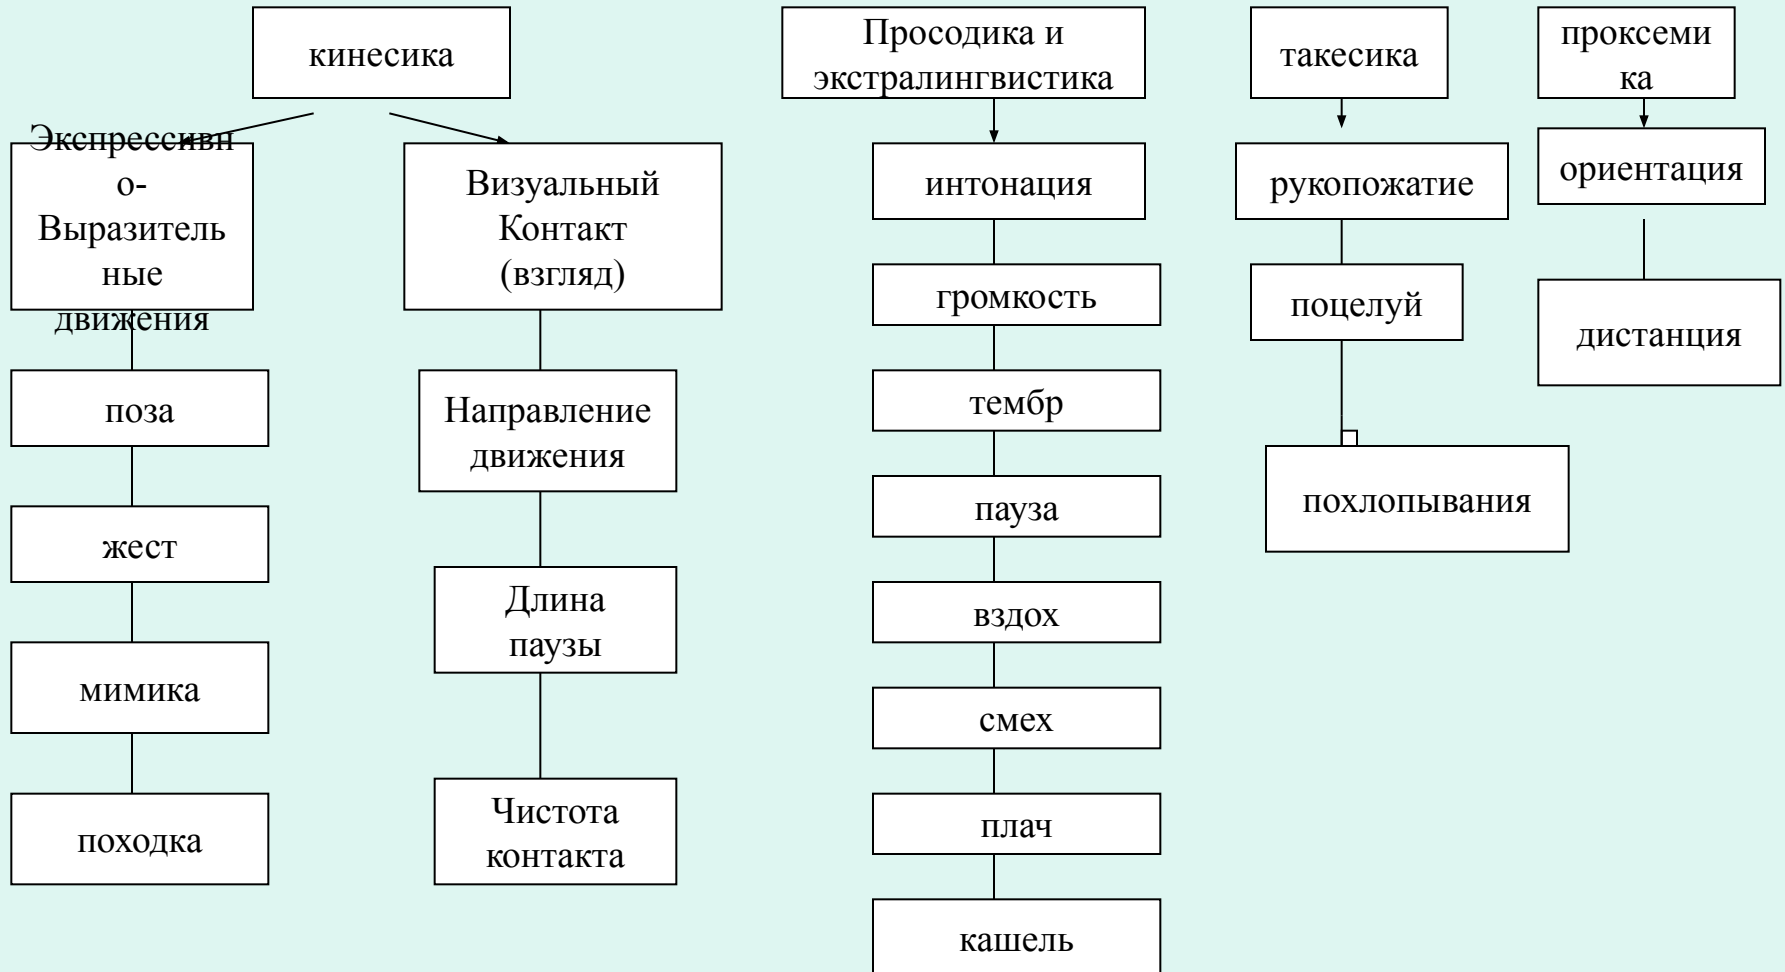 кинесика
Экспрессивн
о-
Выразитель
ные
движения
поза
жест
мимика
походка
Визуальный
Контакт
(взгляд)
Направление
движения
Длина
паузы
Чистота
контакта
Просодика и
экстралингвистика
интонация
громкость
тембр
пауза
вздох
смех
плач
кашель
такесика
рукопожатие
поцелуй
похлопывания
проксеми
ка
ориентация
дистанция